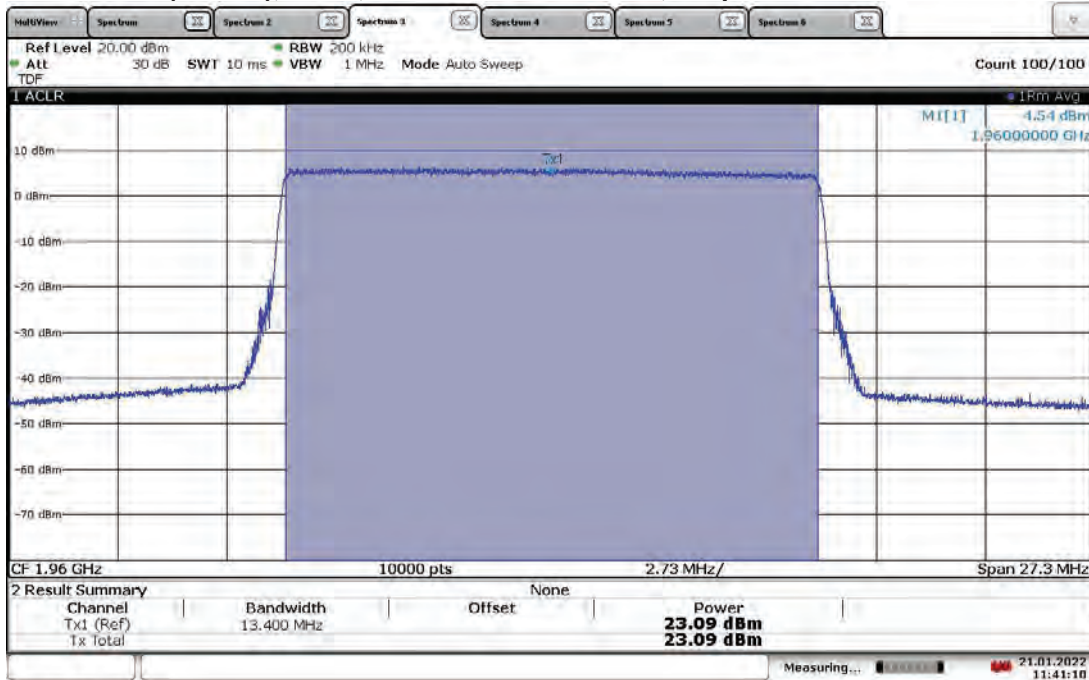 MultiView Spectrum Spectrum 2 Spectrum 3 Spectrum 4 Spectrum 5 Spectrum 6
Ref Level 20.00 dBm RBW 200 kHz
Att 30 dB SWT 10 ms VBW 1 MHz Mode Auto Sweep Count 100/100
TDF
1 ACLR 1Rm Avg
M1[1] 4.54 dBm
1.96000000 GHz
10 dBm
Tx1
0 dBm
-10 dBm
-20 dBm
-30 dBm
-40 dBm
-50 dBm
-60 dBm
-70 dBm
CF 1.96 GHz 10000 pts 2.73 MHz/ Span 27.3 MHz
2 Result Summary None
Channel Bandwidth Offset Power
Tx1 (Ref) 13.400 MHz 23.09 dBm
Tx Total 23.09 dBm
Measuring... 21.01.2022
11:41:10